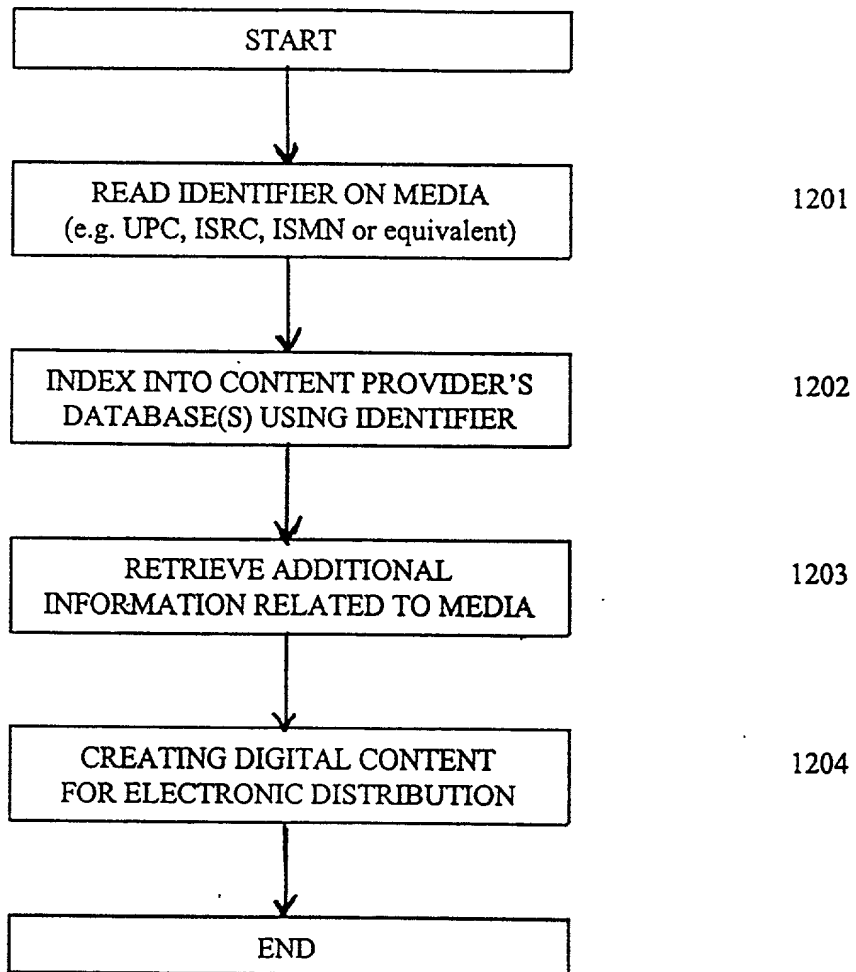 START
READ IDENTIFIER ON MEDIA
(e.g. UPC, ISRC, ISMN or equivalent)
1201
INDEX INTO CONTENT PROVIDER'S
DATABASE(S) USING IDENTIFIER
1202
RETRIEVE ADDITIONAL
INFORMATION RELATED TO MEDIA
1203
CREATING DIGITAL CONTENT
FOR ELECTRONIC DISTRIBUTION
1204
END